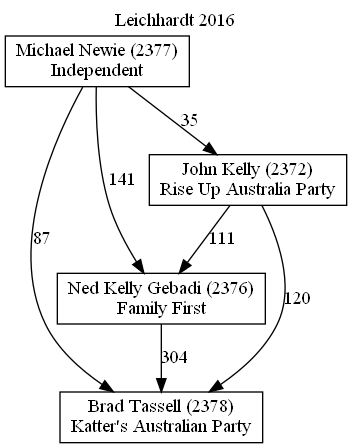 Leichhardt 2016
Michael Newie (2377)
Independent
35
John Kelly (2372)
Rise Up Australia Party
141
87
111
Ned Kelly Gebadi (2376)
Family First
120
304
Brad Tassell (2378)
Katter's Australian Party